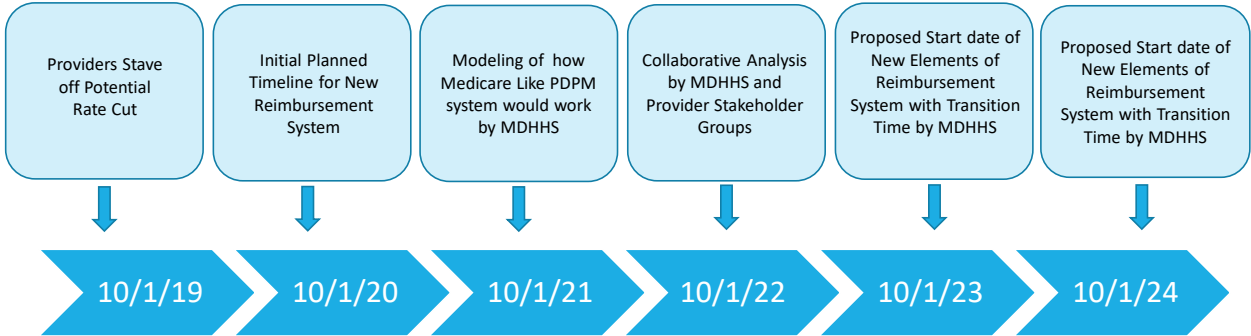 Providers Stave
off Potential
Rate Cut
Initial Planned
Timeline for New
Reimbursement
System
Modeling of how
Medicare Like PDPM
system would work
by MDHHS
Collaborative Analysis
by MDHHS and
Provider Stakeholder
Groups
Proposed Start date of
New Elements of
Reimbursement
System with Transition
Time by MDHHS
Proposed Start date of
New Elements of
Reimbursement
System with Transition
Time by MDHHS
10/1/19
10/1/20
10/1/21
10/1/22
10/1/23
10/1/24